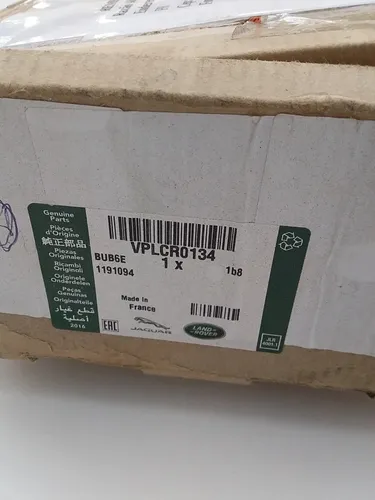 Genuine
Parts
Pièces
d'Origine
純正部品
Piezas
Originales
Ricambi
Originali
Originele
Onderdelen
Peças
Genuinas
Originalteile
قطع غيار
أصلية
2016
VPLCR0134
BUB6E
1 x
1191094
1b8
Made in
France
EAC
JAGUAR
LAND-
ROVER